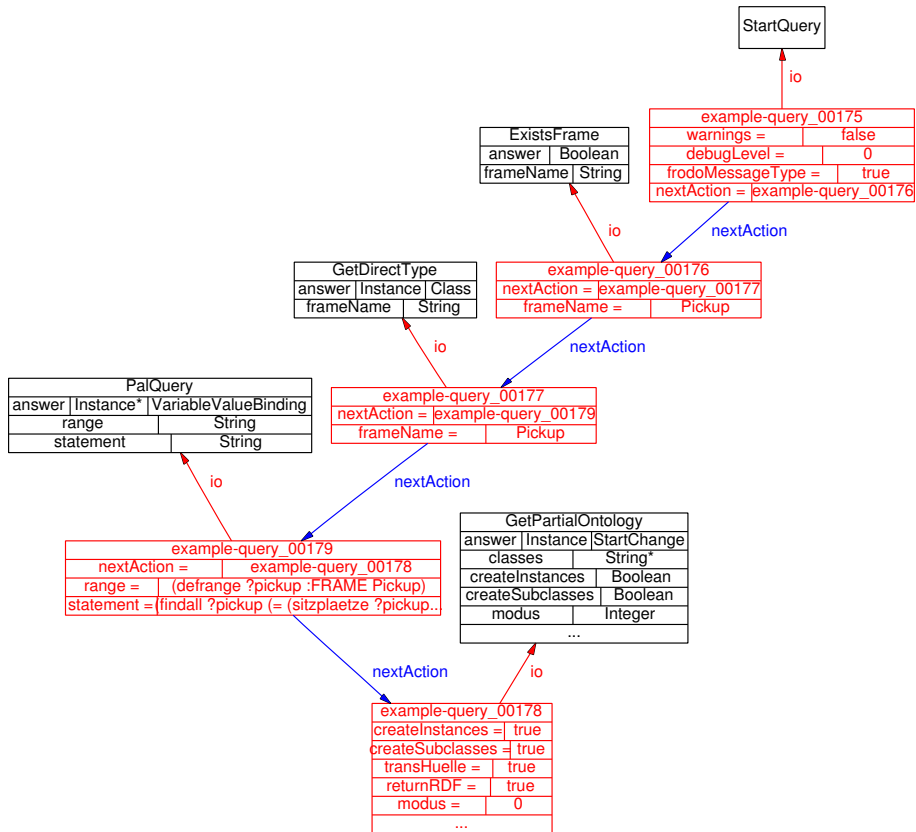 StartQuery
io
example-query_00175
warnings = false
debugLevel = 0
frodoMessageType = true
nextAction = example-query_00176
ExistsFrame
answer Boolean
frameName String
io
nextAction
example-query_00176
nextAction = example-query_00177
frameName = Pickup
GetDirectType
answer Instance Class
frameName String
io
nextAction
example-query_00177
nextAction = example-query_00179
frameName = Pickup
PalQuery
answer Instance* VariableValueBinding
range String
statement String
io
nextAction
example-query_00179
nextAction = example-query_00178
range = (defrange ?pickup :FRAME Pickup)
statement = (findall ?pickup (= (sitzplaetze ?pickup...
GetPartialOntology
answer Instance StartChange
classes String*
createInstances Boolean
createSubclasses Boolean
modus Integer
...
nextAction
io
example-query_00178
createInstances = true
createSubclasses = true
transHuelle = true
returnRDF = true
modus = 0
...